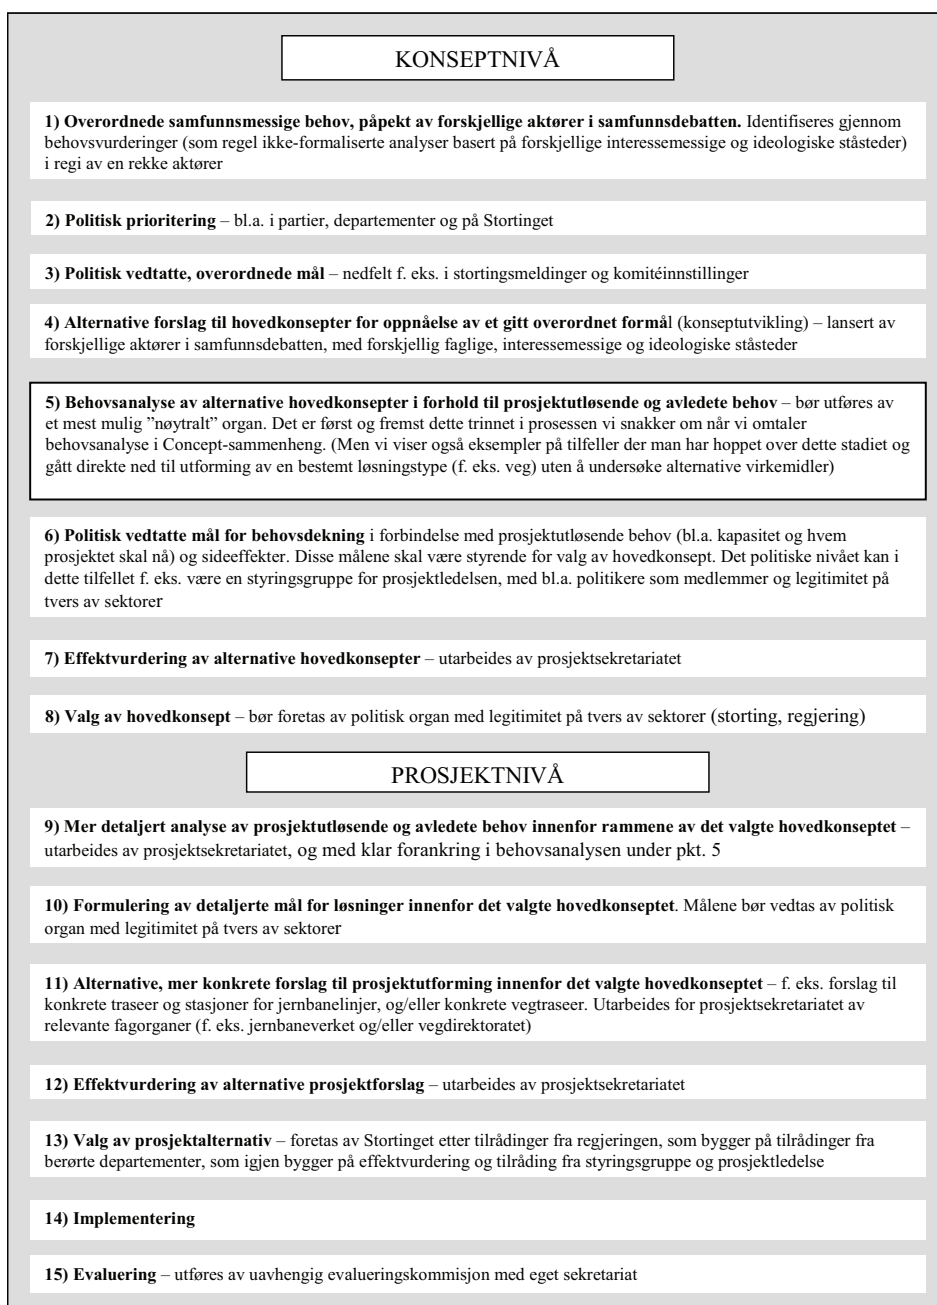 KONSEPTNIVÅ
1) Overordnede samfunnsmessige behov, påpekt av forskjellige aktører i samfunnsdebatten. Identifiseres gjennom
behovsvurderinger (som regel ikke-formaliserte analyser basert på forskjellige interessemessige og ideologiske ståsteder)
i regi av en rekke aktører
2) Politisk prioritering – bl.a. i partier, departementer og på Stortinget
3) Politisk vedtatte, overordnede mål – nedfelt f. eks. i stortingsmeldinger og komitéinnstillinger
4) Alternative forslag til hovedkonsepter for oppnåelse av et gitt overordnet formål (konseptutvikling) – lansert av
forskjellige aktører i samfunnsdebatten, med forskjellig faglige, interessemessige og ideologiske ståsteder
5) Behovsanalyse av alternative hovedkonsepter i forhold til prosjektutløsende og avledete behov – bør utføres av
et mest mulig ”nøytralt” organ. Det er først og fremst dette trinnet i prosessen vi snakker om når vi omtaler
behovsanalyse i Concept-sammenheng. (Men vi viser også eksempler på tilfeller der man har hoppet over dette stadiet og
gått direkte ned til utforming av en bestemt løsningstype (f. eks. veg) uten å undersøke alternative virkemidler)
6) Politisk vedtatte mål for behovsdekning i forbindelse med prosjektutløsende behov (bl.a. kapasitet og hvem
prosjektet skal nå) og sideeffekter. Disse målene skal være styrende for valg av hovedkonsept. Det politiske nivået kan i
dette tilfellet f. eks. være en styringsgruppe for prosjektledelsen, med bl.a. politikere som medlemmer og legitimitet på
tvers av sektorer
7) Effektvurdering av alternative hovedkonsepter – utarbeides av prosjektsekretariatet
8) Valg av hovedkonsept – bør foretas av politisk organ med legitimitet på tvers av sektorer (storting, regjering)
PROSJEKTNIVÅ
9) Mer detaljert analyse av prosjektutløsende og avledete behov innenfor rammene av det valgte hovedkonseptet –
utarbeides av prosjektsekretariatet, og med klar forankring i behovsanalysen under pkt. 5
10) Formulering av detaljerte mål for løsninger innenfor det valgte hovedkonseptet. Målene bør vedtas av politisk
organ med legitimitet på tvers av sektorer
11) Alternative, mer konkrete forslag til prosjektutforming innenfor det valgte hovedkonseptet – f. eks. forslag til
konkrete traseer og stasjoner for jernbanelinjer, og/eller konkrete vegtraseer. Utarbeides for prosjektsekretariatet av
relevante fagorganer (f. eks. jernbaneverket og/eller vegdirektoratet)
12) Effektvurdering av alternative prosjektforslag – utarbeides av prosjektsekretariatet
13) Valg av prosjektalternativ – foretas av Stortinget etter tilrådinger fra regjeringen, som bygger på tilrådinger fra
berørte departementer, som igjen bygger på effektvurdering og tilråding fra styringsgruppe og prosjektledelse
14) Implementering
15) Evaluering – utføres av uavhengig evalueringskommisjon med eget sekretariat